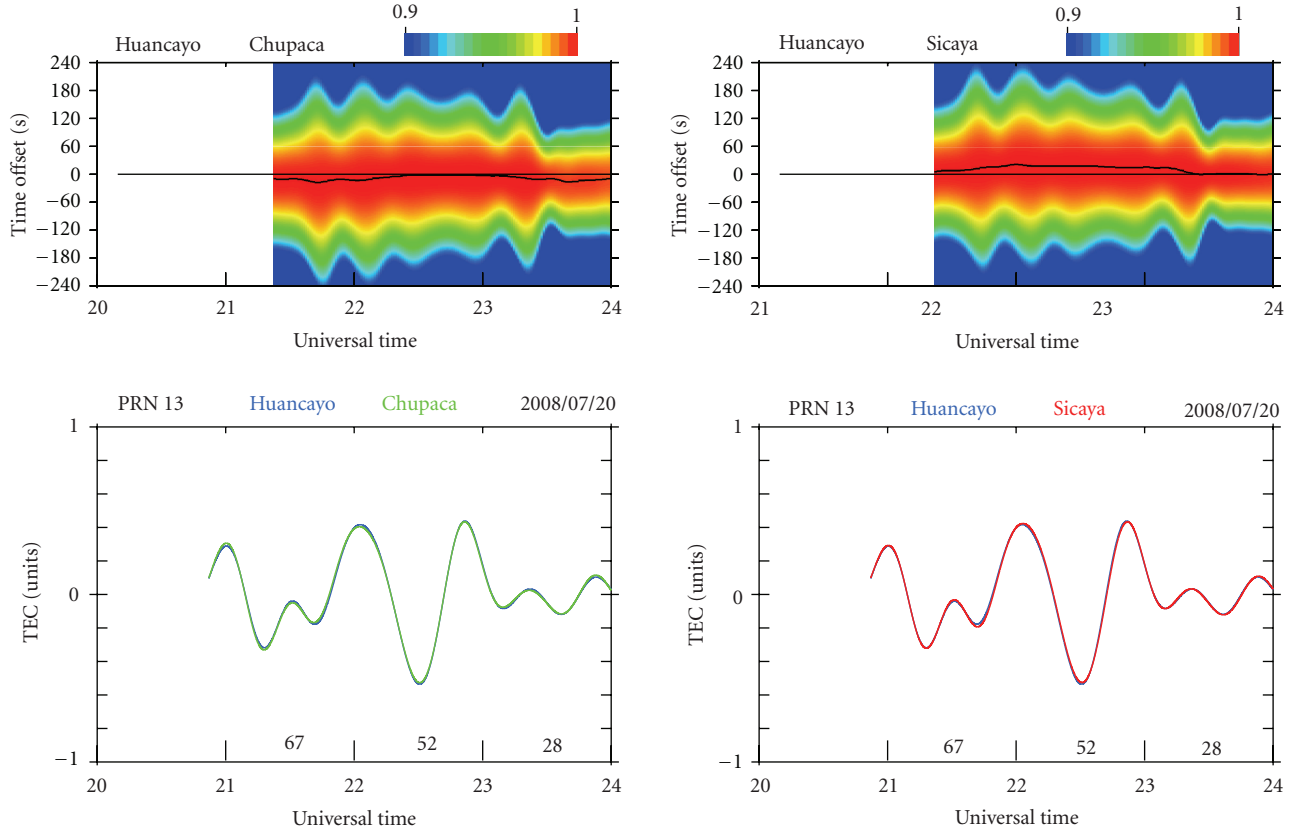 0.9 1
Huancayo Chupaca
240
180
120
60
0
−60
−120
−180
−240
Time offset (s)
20 21 22 23 24
Universal time
0.9 1
Huancayo Sicaya
240
180
120
60
0
−60
−120
−180
−240
Time offset (s)
21 22 23 24
Universal time
PRN 13 Huancayo Chupaca 2008/07/20
1
0
−1
TEC (units)
67 52 28
20 21 22 23 24
Universal time
PRN 13 Huancayo Sicaya 2008/07/20
1
0
−1
TEC (units)
67 52 28
20 21 22 23 24
Universal time